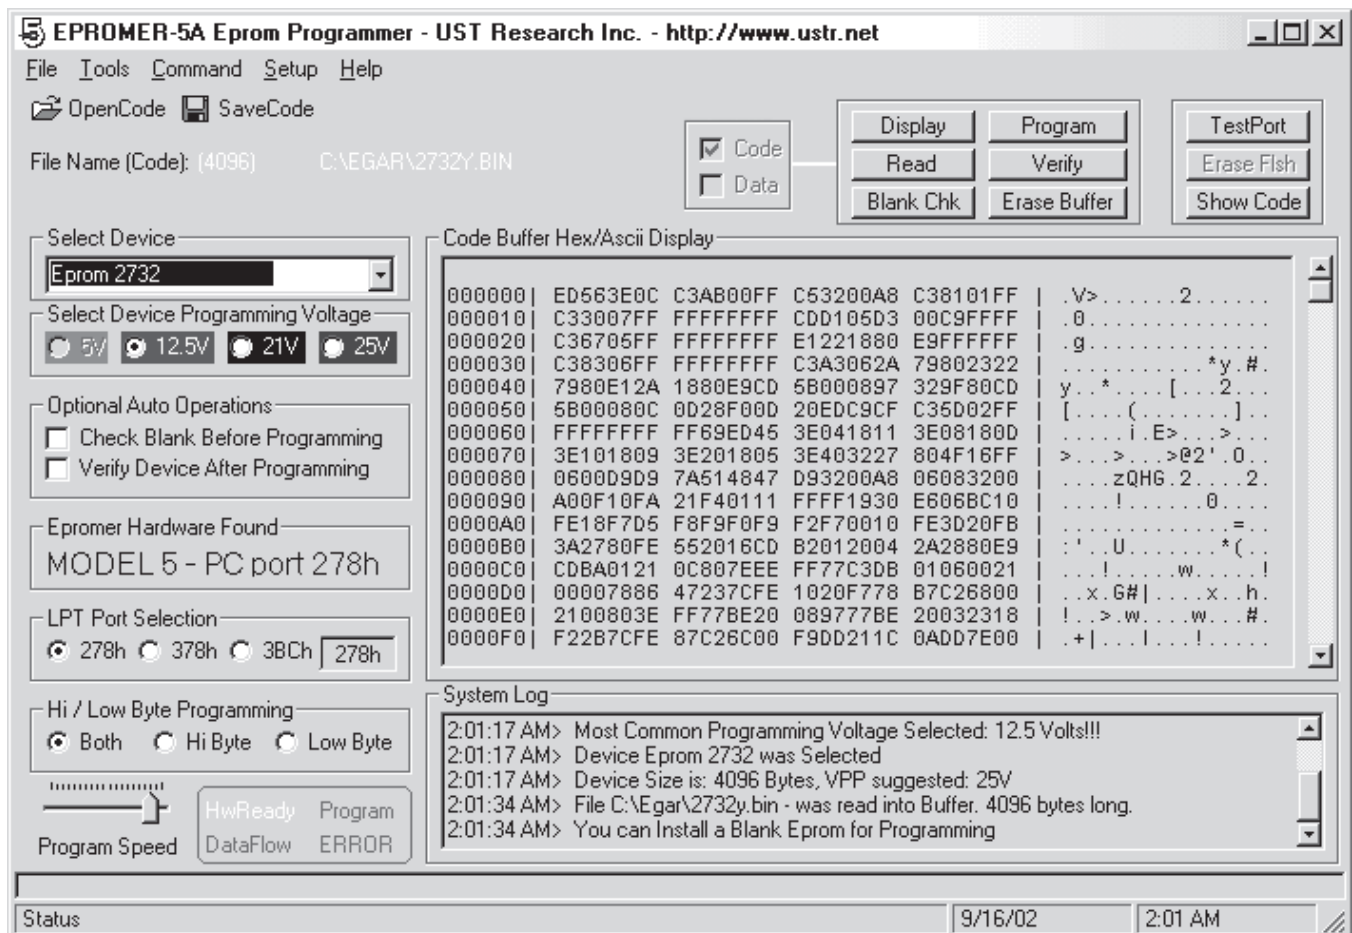 EPROMER-5A Eprom Programmer - UST Research Inc. - http://www.ustr.net
File Tools Command Setup Help
OpenCode SaveCode
File Name (Code): (4096) C:\EGAR\2732Y.BIN
Code
Data
Display Program
Read Verify
Blank Chk Erase Buffer
TestPort
Erase Flsh
Show Code
Select Device
Eprom 2732
Select Device Programming Voltage
5V 12.5V 21V 25V
Optional Auto Operations
Check Blank Before Programming
Verify Device After Programming
Epromer Hardware Found
MODEL 5 - PC port 278h
LPT Port Selection
278h 378h 3BCh 278h
Hi / Low Byte Programming
Both Hi Byte Low Byte
Program Speed
HwReady Program
DataFlow ERROR
Code Buffer Hex/Ascii Display
000000| ED563E0C C3AB00FF C53200A8 C38101FF | .V>......2......
000010| C33007FF FFFFFFFF CDD105D3 00C9FFFF | .0..............
000020| C36705FF FFFFFFFF E1221880 E9FFFFFF | .g..............
000030| C38306FF FFFFFFFF C3A3062A 79802322 | ...........*y.#.
000040| 7980E12A 1880E9CD 5B000897 329F80CD | y..*....[...2...
000050| 5B00080C 0D28F00D 20EDC9CF C35D02FF | [....(.......]..
000060| FFFFFFFF FF69ED45 3E041811 3E08180D | .....i.E>...>...
000070| 3E101809 3E201805 3E403227 804F16FF | >...>...>@2'.O..
000080| 0600D9D9 7A514847 D93200A8 06083200 | ....zQHG.2....2.
000090| A00F10FA 21F40111 FFFF1930 E606BC10 | ....!......0....
0000A0| FE18F7D5 F8F9F0F9 F2F70010 FE3D20FB | .............=..
0000B0| 3A2780FE 552016CD B2012004 2A2880E9 | :'..U.......*(..
0000C0| CDBA0121 0C807EEE FF77C3DB 01060021 | ...!.....w.....!
0000D0| 00007886 47237CFE 1020F778 B7C26800 | ..x.G#|....x..h.
0000E0| 2100803E FF77BE20 089777BE 20032318 | !..>.w....w...#.
0000F0| F22B7CFE 87C26C00 F9DD211C 0ADD7E00 | .+|...l...!.....
System Log
2:01:17 AM> Most Common Programming Voltage Selected: 12.5 Volts!!!
2:01:17 AM> Device Eprom 2732 was Selected
2:01:17 AM> Device Size is: 4096 Bytes, VPP suggested: 25V
2:01:34 AM> File C:\Egar\2732y.bin - was read into Buffer. 4096 bytes long.
2:01:34 AM> You can Install a Blank Eprom for Programming
Status 9/16/02 2:01 AM